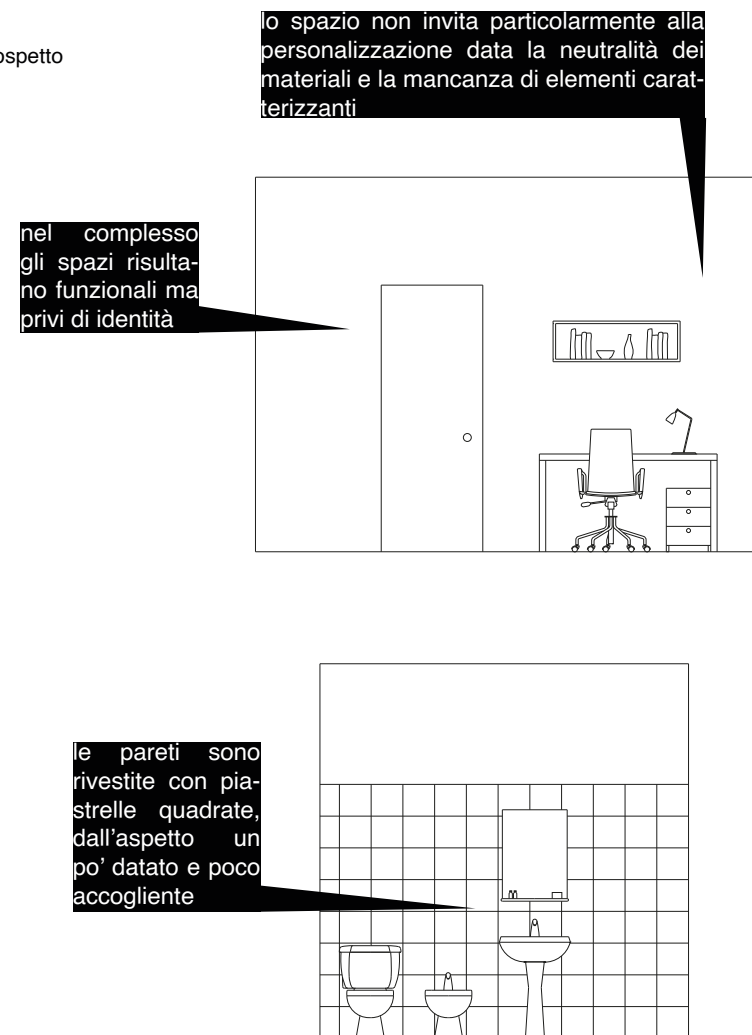 ospetto
lo spazio non invita particolarmente alla
personalizzazione data la neutralità dei
materiali e la mancanza di elementi carat-
terizzanti
nel complesso
gli spazi risulta-
no funzionali ma
privi di identità
le pareti sono
rivestite con pia-
strelle quadrate,
dall'aspetto un
po' datato e poco
accogliente